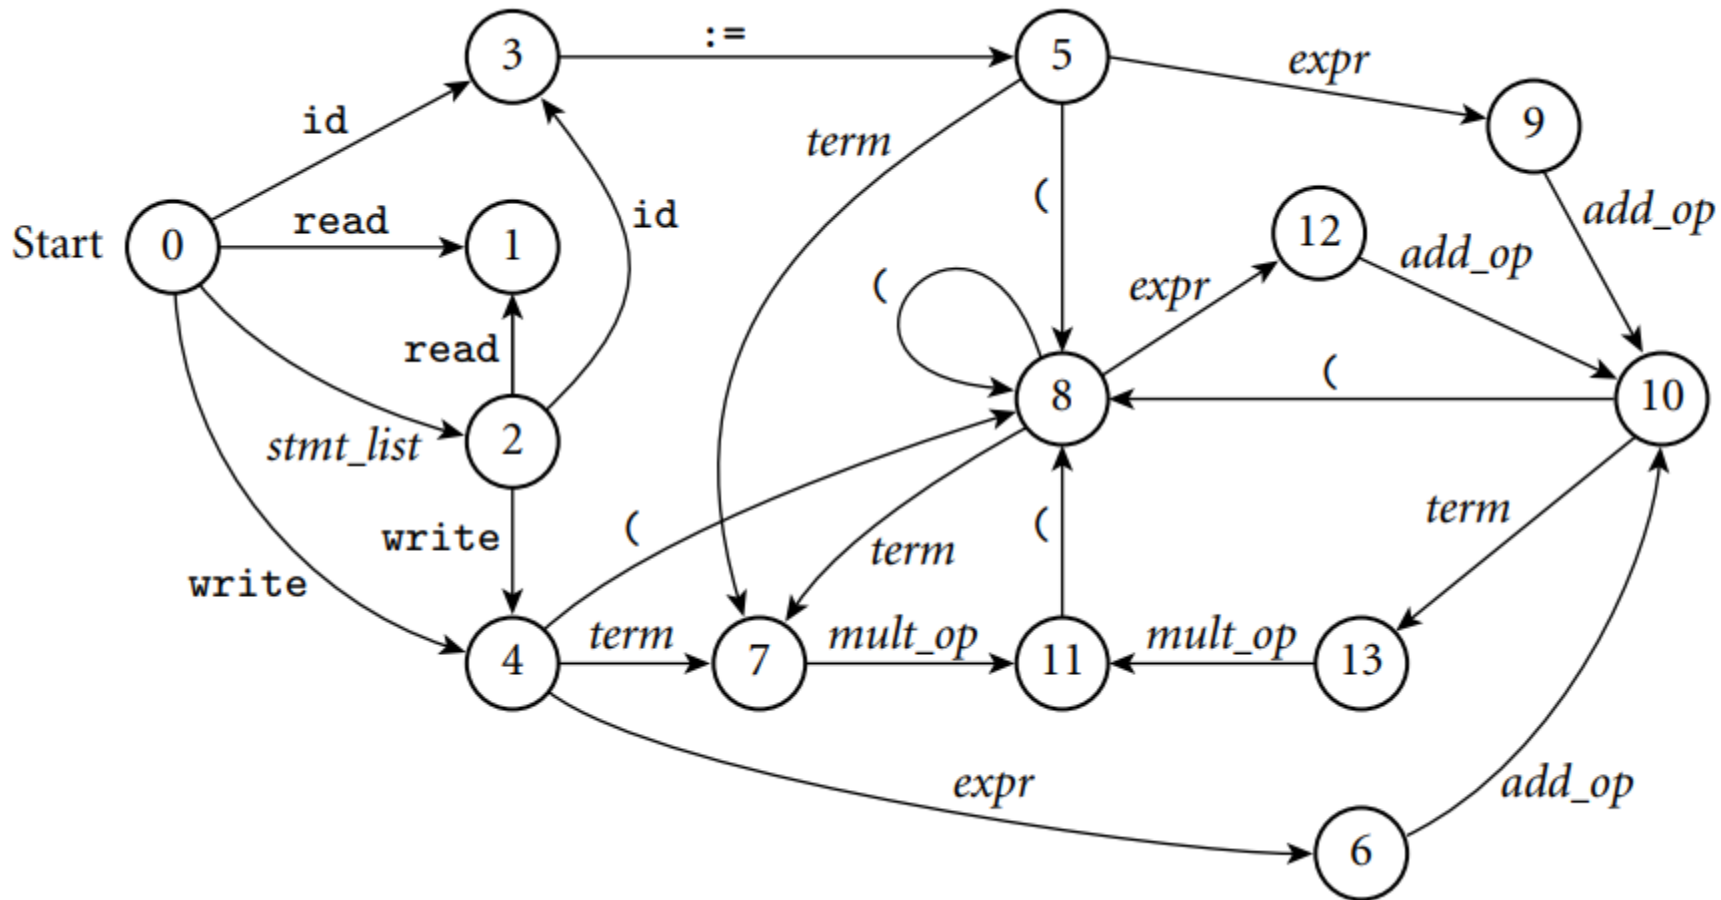 3 := 5 expr
id term 9
( add_op
Start 0 read 1 id 12 add_op
( expr
read (
8 10
stmt_list 2
term
write ( ( term
write
4 term 7 mult_op 11 mult_op 13
expr add_op
6